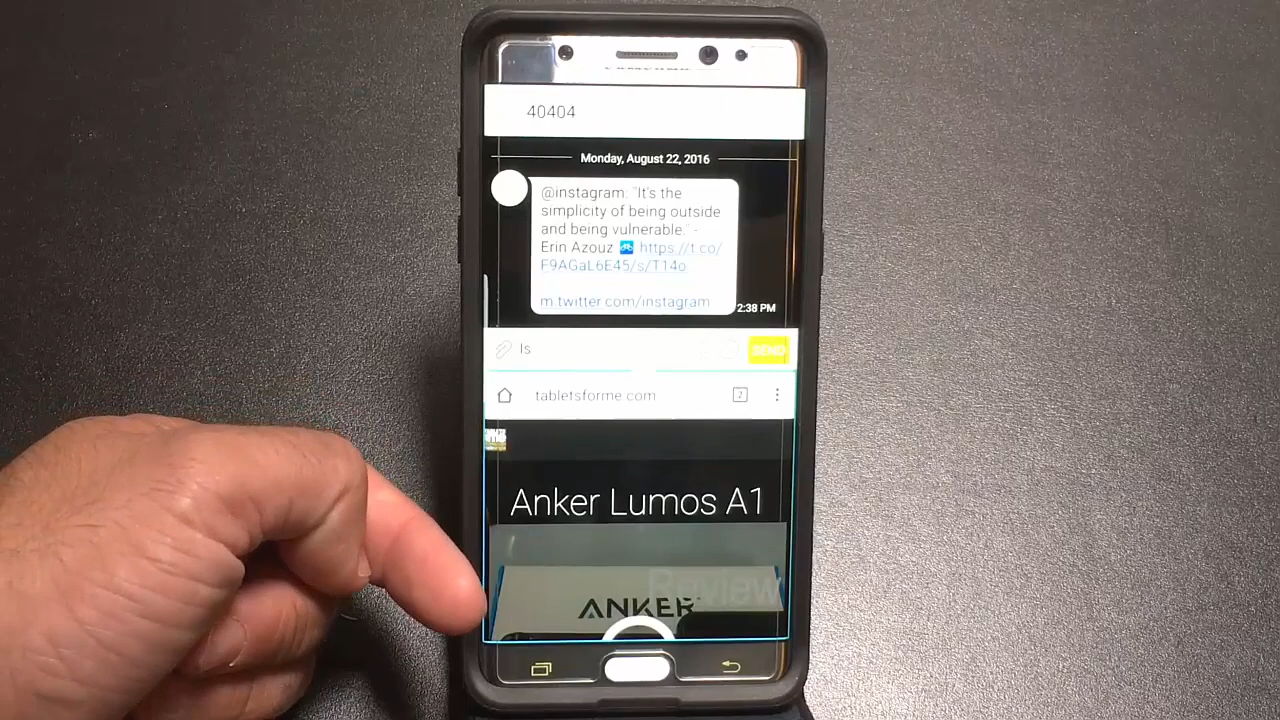 40404
Monday, August 22, 2016
@instagram: "It's the
simplicity of being outside
and being vulnerable." -
Erin Azouz https://t.co/
F9AGaL6E45/s/T14o
m.twitter.com/instagram
2:38 PM
Is
SEND
tabletsforme.com
2
Anker Lumos A1
Review
ANKER